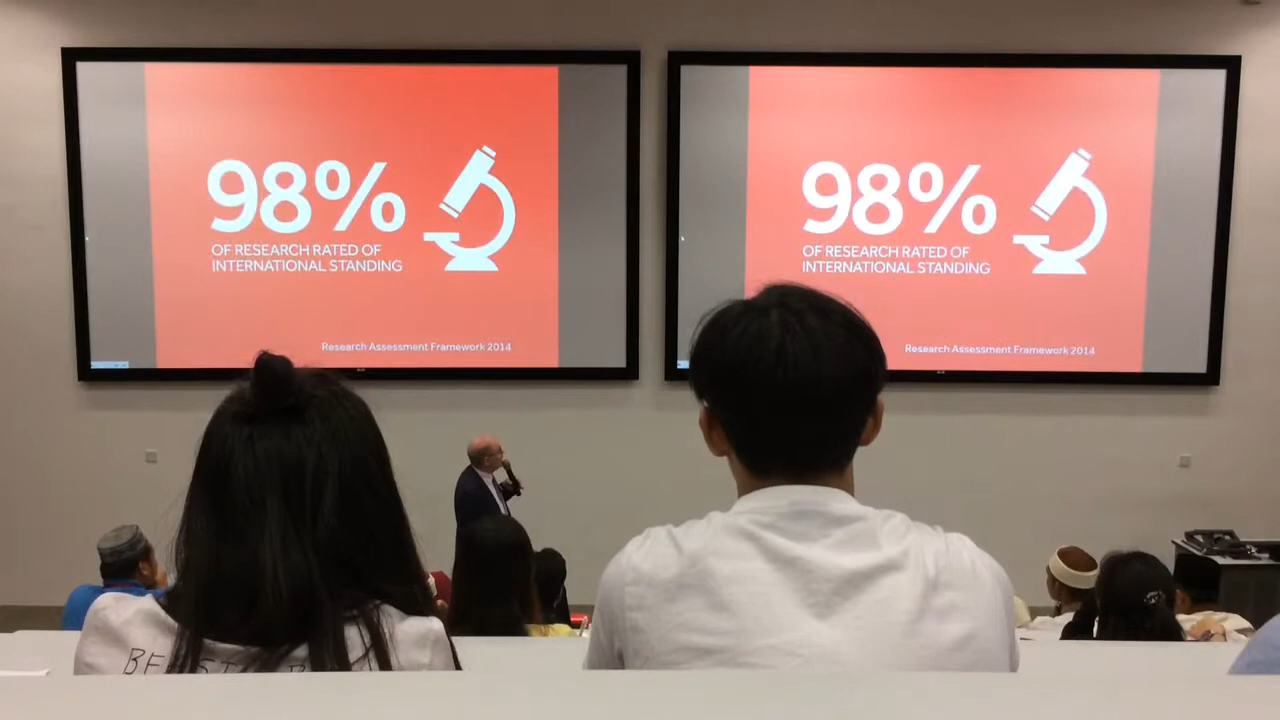 98%
OF RESEARCH RATED OF
INTERNATIONAL STANDING
Research Assessment Framework 2014
98%
OF RESEARCH RATED OF
INTERNATIONAL STANDING
Research Assessment Framework 2014